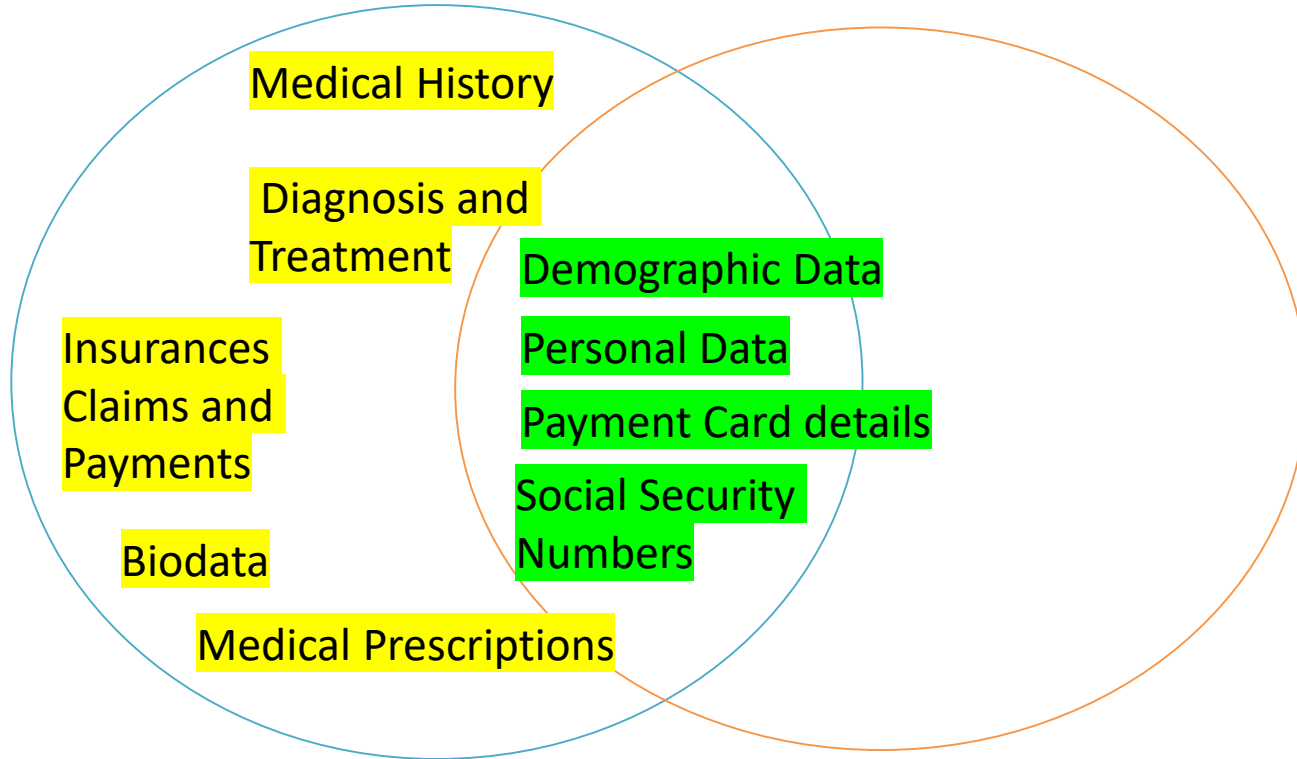 Medical History
Diagnosis and
Treatment
Insurances
Claims and
Payments
Biodata
Medical Prescriptions
Demographic Data
Personal Data
Payment Card details
Social Security
Numbers